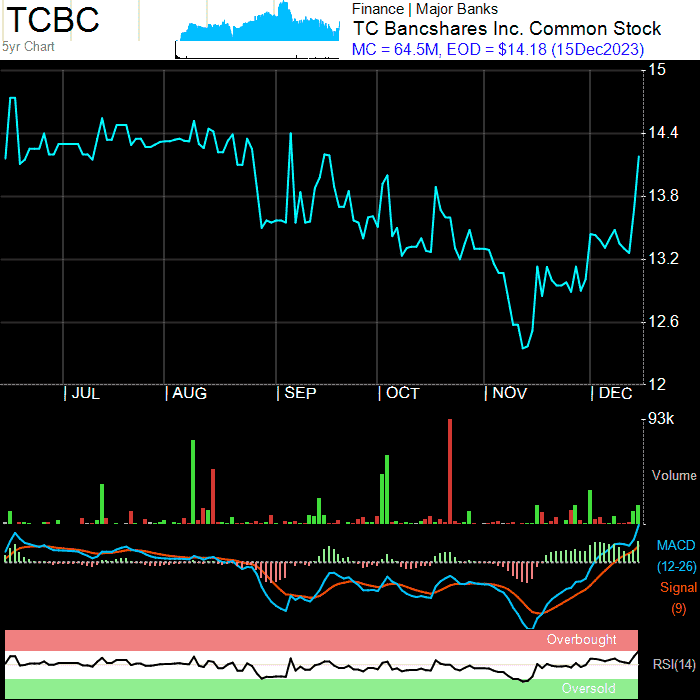 TCBC
5yr Chart
Finance | Major Banks
TC Bancshares Inc. Common Stock
MC = 64.5M, EOD = $14.18 (15Dec2023)
15
14.4
13.8
13.2
12.6
12
| JUL | AUG | SEP | OCT | NOV | DEC
93k
Volume
MACD
(12-26)
Signal
(9)
Overbought
RSI(14)
Oversold